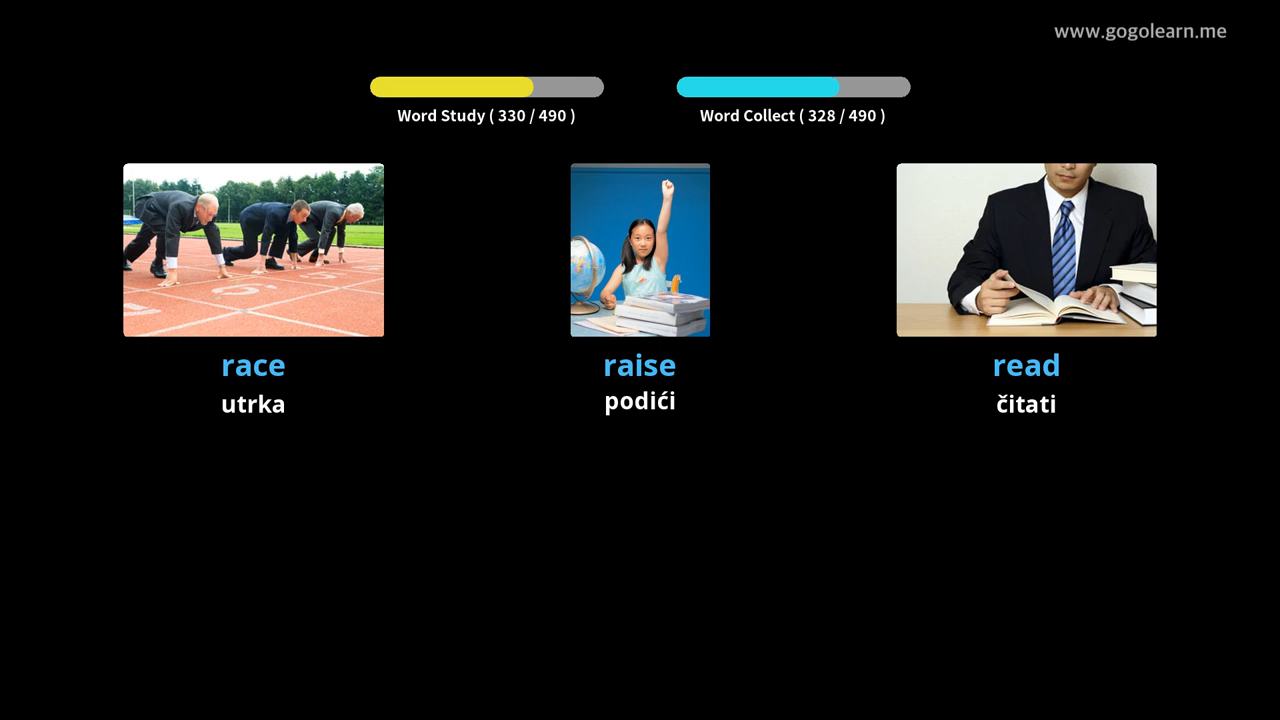 www.gogolearn.me
Word Study ( 330 / 490 )
Word Collect ( 328 / 490 )
race
utrka
raise
podići
read
čitati